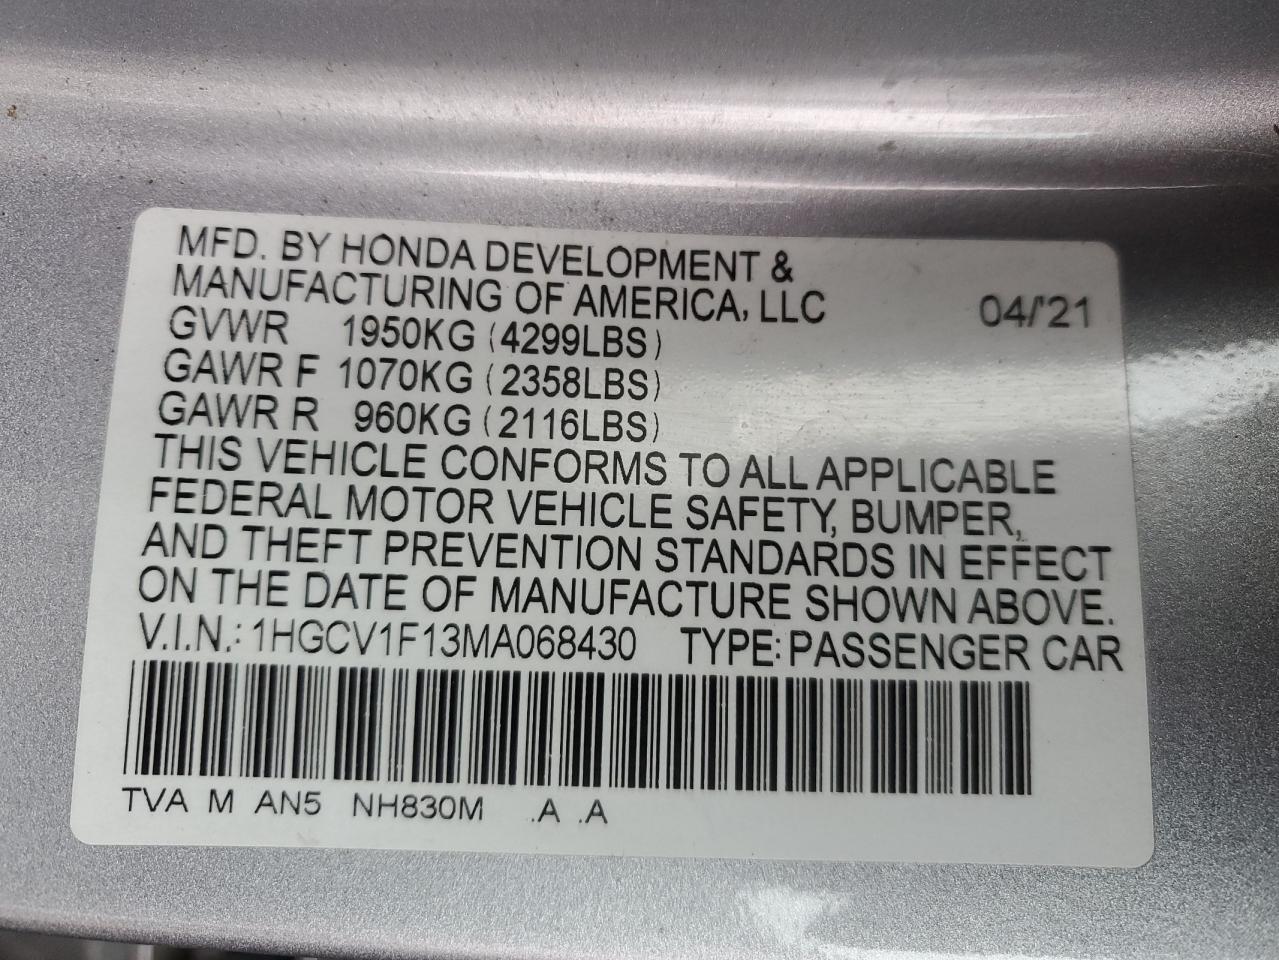 MFD. BY HONDA DEVELOPMENT &
MANUFACTURING OF AMERICA, LLC 04/'21
GVWR 1950KG (4299LBS)
GAWR F 1070KG (2358LBS)
GAWR R 960KG (2116LBS)
THIS VEHICLE CONFORMS TO ALL APPLICABLE
FEDERAL MOTOR VEHICLE SAFETY, BUMPER,
AND THEFT PREVENTION STANDARDS IN EFFECT
ON THE DATE OF MANUFACTURE SHOWN ABOVE.
V.I.N.: 1HGCV1F13MA068430 TYPE: PASSENGER CAR
TVA M AN5 NH830M .A .A